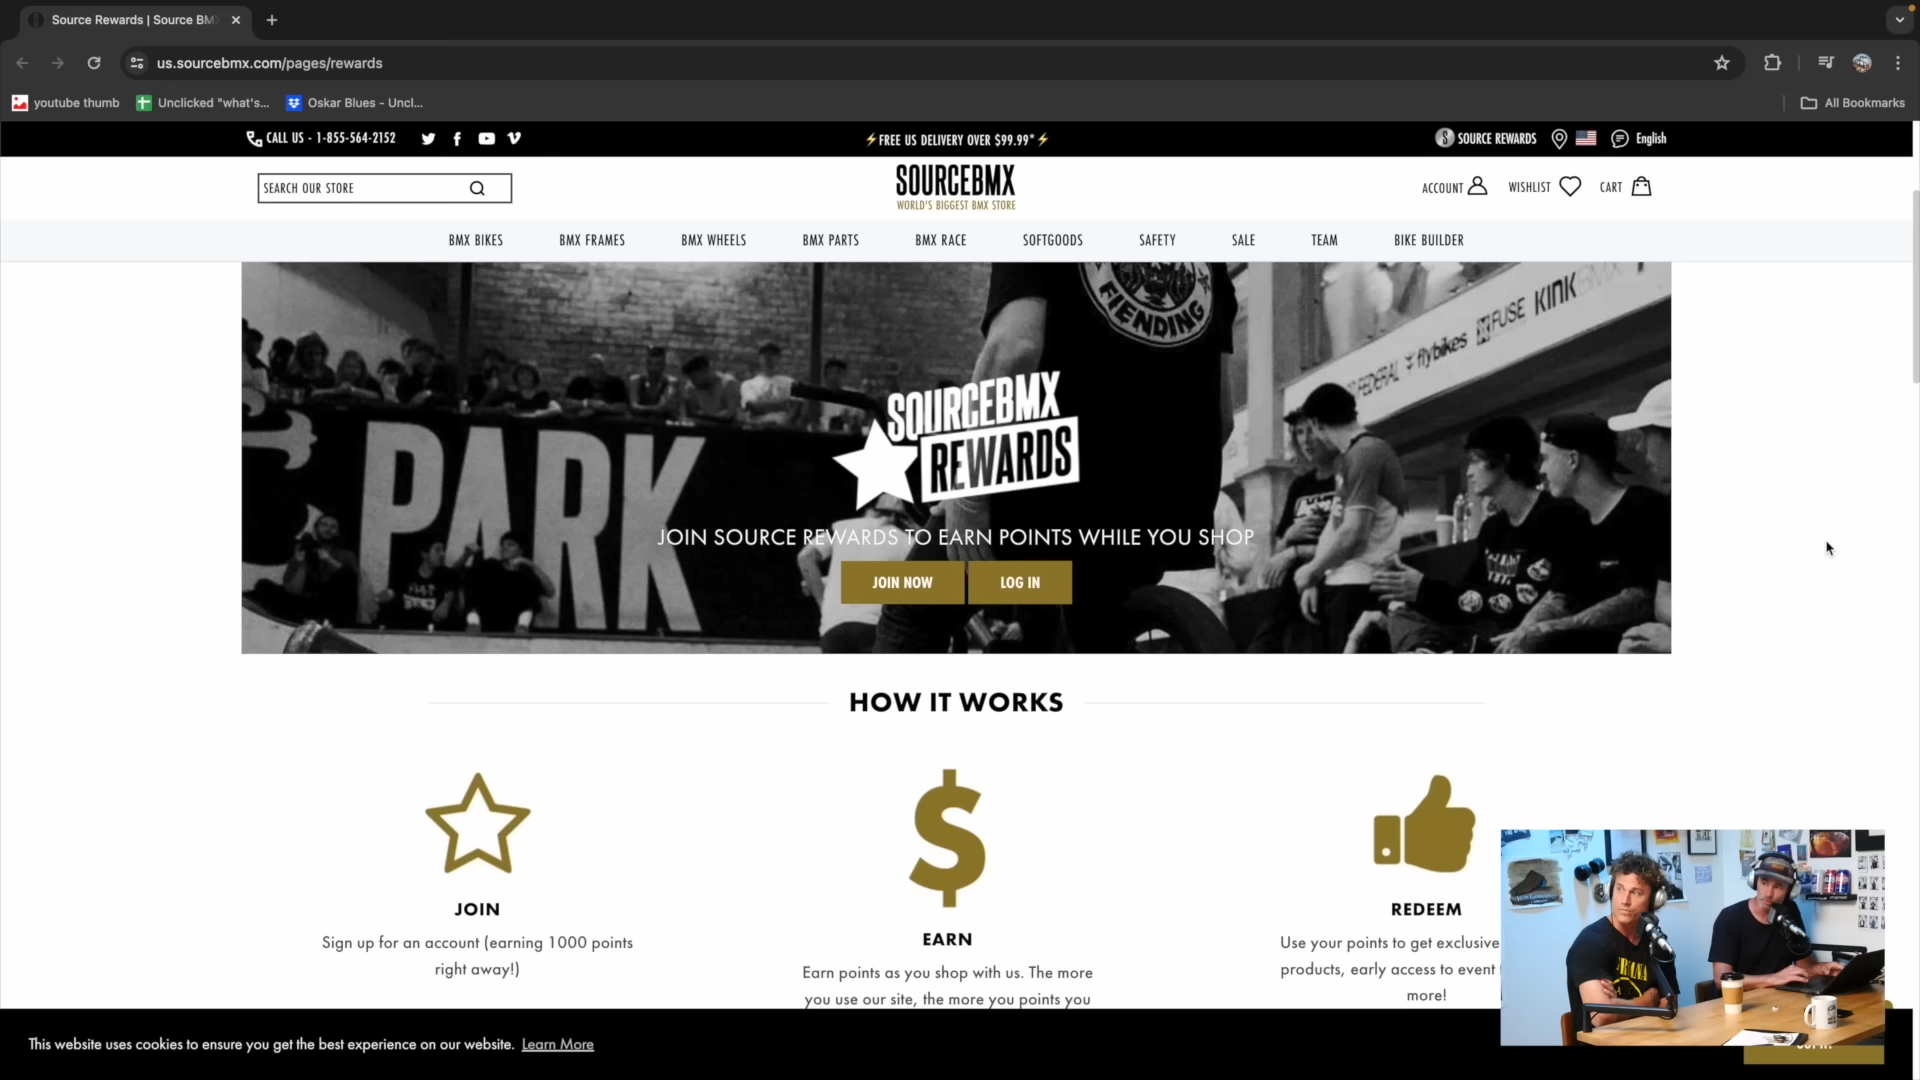 Source Rewards | Source BM
us.sourcebmx.com/pages/rewards
youtube thumb
Unclicked "what's...
Oskar Blues - Uncl...
All Bookmarks
CALL US - 1-855-564-2152
⚡FREE US DELIVERY OVER $99.99*⚡
SOURCE REWARDS
English
SEARCH OUR STORE
SOURCEBMX
WORLD'S BIGGEST BMX STORE
ACCOUNT
WISHLIST
CART
BMX BIKES
BMX FRAMES
BMX WHEELS
BMX PARTS
BMX RACE
SOFTGOODS
SAFETY
SALE
TEAM
BIKE BUILDER
FIENDING
FEDERAL flybikes FUSE KINK BMX
PARK
SOURCEBMX
REWARDS
JOIN SOURCE REWARDS TO EARN POINTS WHILE YOU SHOP
JOIN NOW
LOG IN
HOW IT WORKS
JOIN
Sign up for an account (earning 1000 points
right away!)
EARN
Earn points as you shop with us. The more
you use our site, the more you points you
REDEEM
Use your points to get exclusive
products, early access to event
more!
This website uses cookies to ensure you get the best experience on our website. Learn More